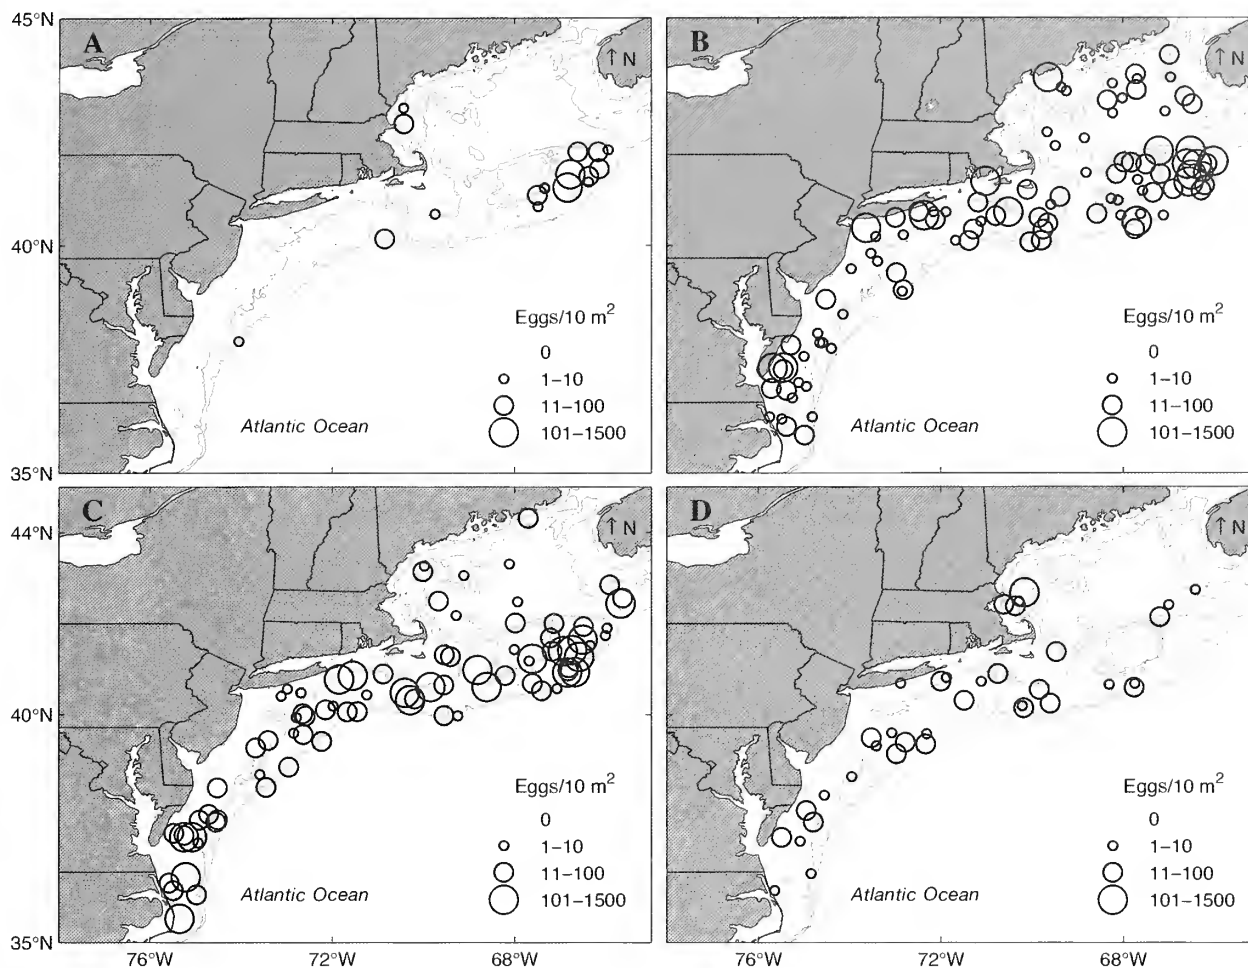 45°N
40°N
35°N
A
↑ N
Eggs/10 m²
0
1–10
11–100
101–1500
Atlantic Ocean
B
↑ N
Eggs/10 m²
0
1–10
11–100
101–1500
Atlantic Ocean
44°N
40°N
35°N
C
↑ N
Eggs/10 m²
0
1–10
11–100
101–1500
Atlantic Ocean
76°W
72°W
68°W
D
↑ N
Eggs/10 m²
0
1–10
11–100
101–1500
Atlantic Ocean
76°W
72°W
68°W